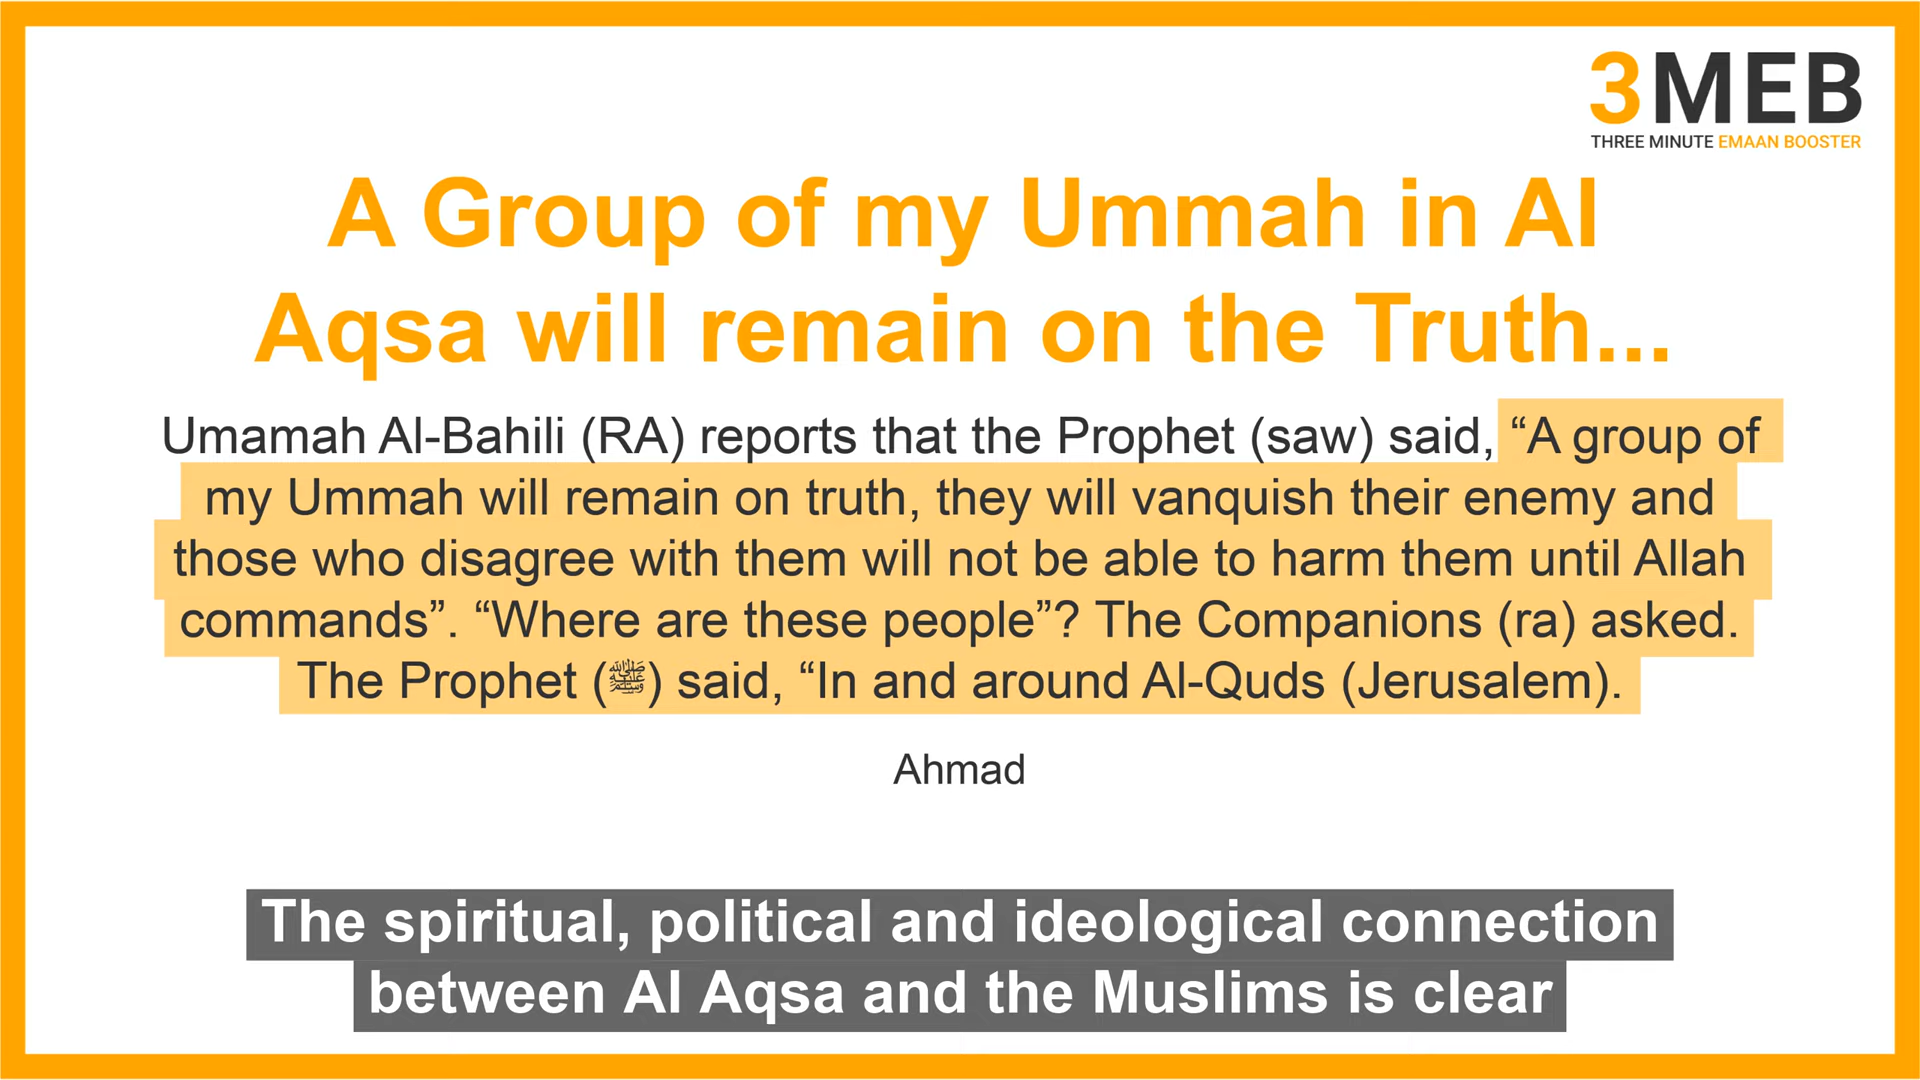 3MEB
THREE MINUTE EMAAN BOOSTER
A Group of my Ummah in Al
Aqsa will remain on the Truth...
Umamah Al-Bahili (RA) reports that the Prophet (saw) said, “A group of
my Ummah will remain on truth, they will vanquish their enemy and
those who disagree with them will not be able to harm them until Allah
commands”. “Where are these people”? The Companions (ra) asked.
The Prophet (ﷺ) said, “In and around Al-Quds (Jerusalem).
Ahmad
The spiritual, political and ideological connection
between Al Aqsa and the Muslims is clear